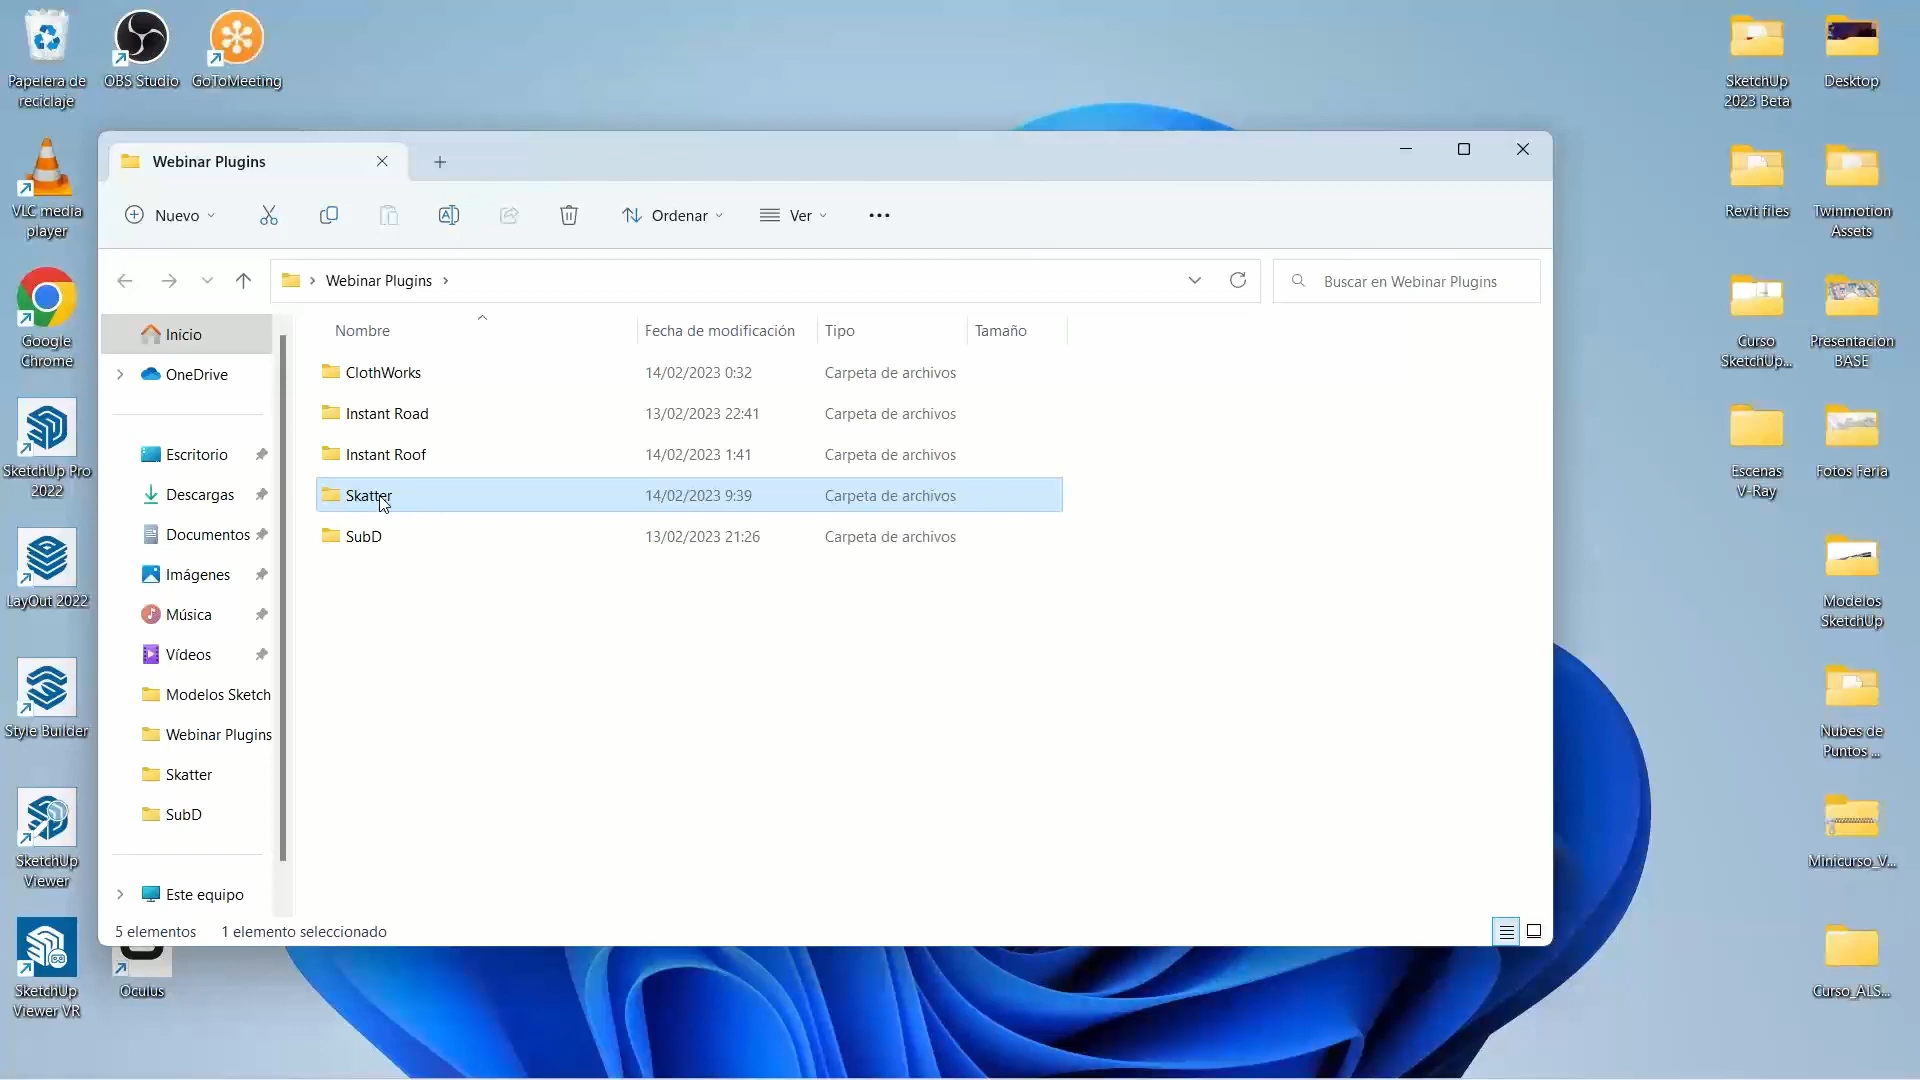 Papelera de
reciclaje
OBS Studio
GoToMeeting
SketchUp
2023 Beta
Desktop
VLC media
player
Revit files
Twinmotion
Assets
Google
Chrome
Curso
SketchUp...
Presentacion
BASE
SketchUp Pro
2022
Escenas
V-Ray
Fotos Feria
LayOut 2022
Modelos
SketchUp
Style Builder
Nubes de
Puntos ...
SketchUp
Viewer
Minicurso_V...
SketchUp
Viewer VR
Oculus
Curso_ALS...
Webinar Plugins
Nuevo
Ordenar
Ver
Webinar Plugins
Buscar en Webinar Plugins
Inicio
OneDrive
Escritorio
Descargas
Documentos
Imágenes
Música
Vídeos
Modelos Sketch
Webinar Plugins
Skatter
SubD
Este equipo
Nombre Fecha de modificación Tipo Tamaño
ClothWorks 14/02/2023 0:32 Carpeta de archivos
Instant Road 13/02/2023 22:41 Carpeta de archivos
Instant Roof 14/02/2023 1:41 Carpeta de archivos
Skatter 14/02/2023 9:39 Carpeta de archivos
SubD 13/02/2023 21:26 Carpeta de archivos
5 elementos 1 elemento seleccionado